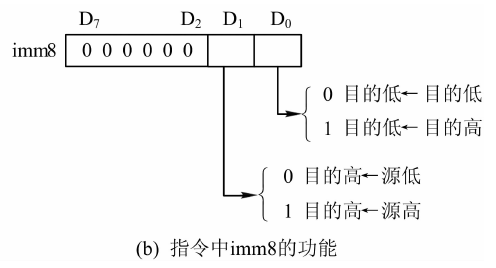 D7 D2 D1 D0
imm8 0 0 0 0 0 0
0 目的低←目的低
1 目的低←目的高
0 目的高←源低
1 目的高←源高
(b) 指令中imm8的功能